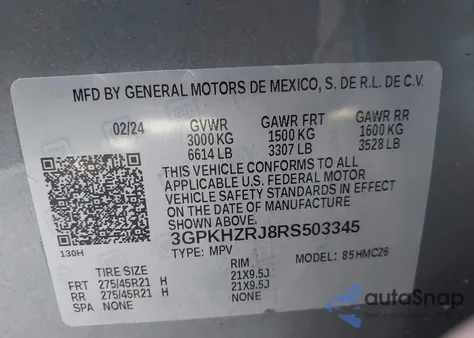 MFD BY GENERAL MOTORS DE MEXICO, S. DE R.L. DE C.V.
02/24 GVWR GAWR FRT GAWR RR
3000 KG 1500 KG 1600 KG
6614 LB 3307 LB 3528 LB
THIS VEHICLE CONFORMS TO ALL
APPLICABLE U.S. FEDERAL MOTOR
VEHICLE SAFETY STANDARDS IN EFFECT
ON THE DATE OF MANUFACTURE
SHOWN ABOVE.
3GPKHZRJ8RS503345
130H TYPE: MPV MODEL: 85HMC26
TIRE SIZE RIM
FRT 275/45R21 H 21X9.5J
RR 275/45R21 H 21X9.5J
SPA NONE NONE
autoSnap